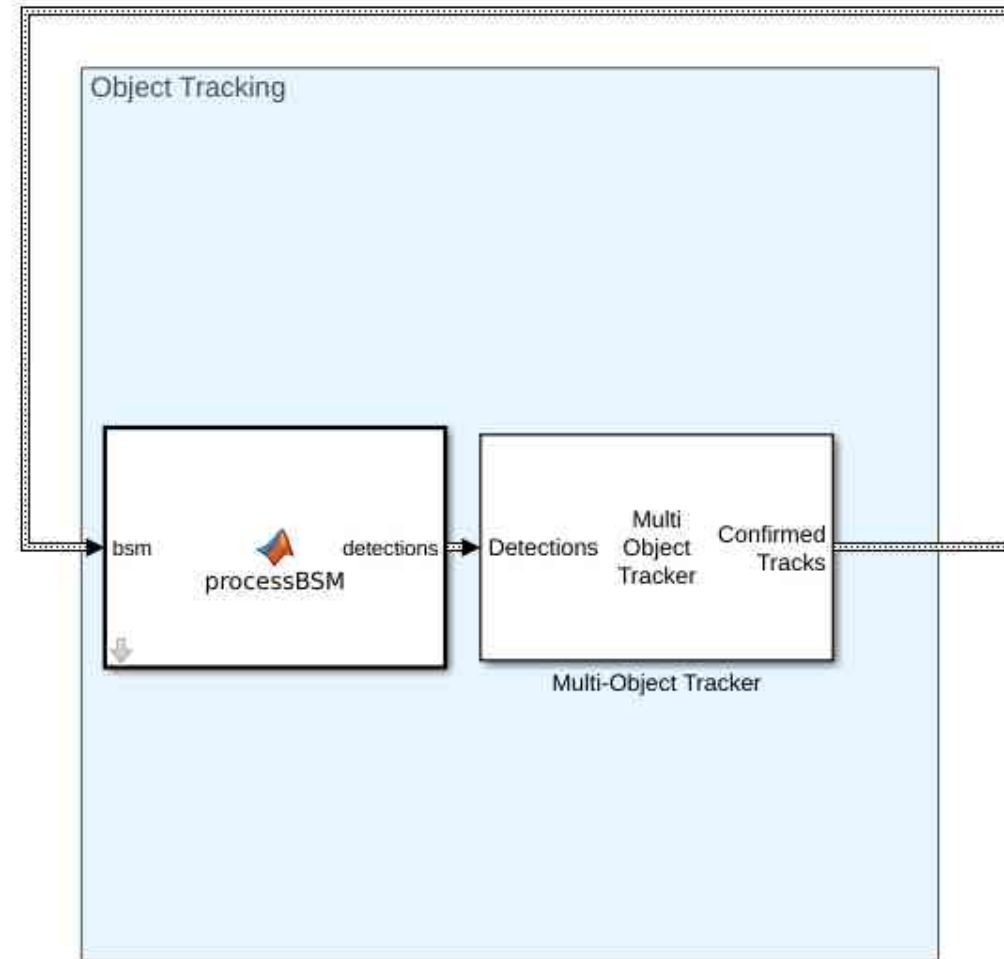 Object Tracking
bsm
processBSM
detections
Detections
Multi
Object
Tracker
Confirmed
Tracks
Multi-Object Tracker